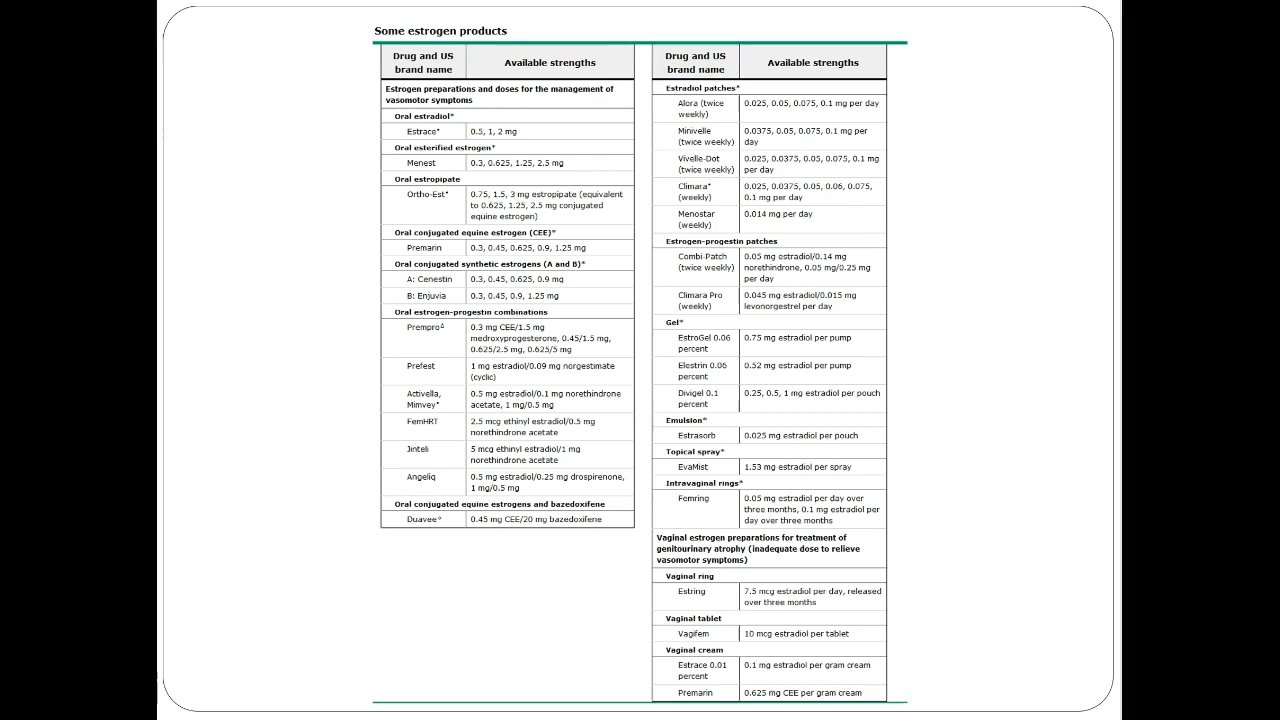 Some estrogen products
Drug and US
brand name
Available strengths
Estrogen preparations and doses for the management of
vasomotor symptoms
Oral estradiol*
Estrace•
0.5, 1, 2 mg
Oral esterified estrogen*
Menest
0.3, 0.625, 1.25, 2.5 mg
Oral estropipate
Ortho-Est•
0.75, 1.5, 3 mg estropipate (equivalent
to 0.625, 1.25, 2.5 mg conjugated
equine estrogen)
Oral conjugated equine estrogen (CEE)*
Premarin
0.3, 0.45, 0.625, 0.9, 1.25 mg
Oral conjugated synthetic estrogens (A and B)*
A: Cenestin
0.3, 0.45, 0.625, 0.9 mg
B: Enjuvia
0.3, 0.45, 0.9, 1.25 mg
Oral estrogen-progestin combinations
PremproΔ
0.3 mg CEE/1.5 mg
medroxyprogesterone, 0.45/1.5 mg,
0.625/2.5 mg, 0.625/5 mg
Prefest
1 mg estradiol/0.09 mg norgestimate
(cyclic)
Activella,
Mimvey•
0.5 mg estradiol/0.1 mg norethindrone
acetate, 1 mg/0.5 mg
FemHRT
2.5 mcg ethinyl estradiol/0.5 mg
norethindrone acetate
Jinteli
5 mcg ethinyl estradiol/1 mg
norethindrone acetate
Angeliq
0.5 mg estradiol/0.25 mg drospirenone,
1 mg/0.5 mg
Oral conjugated equine estrogens and bazedoxifene
Duavee◊
0.45 mg CEE/20 mg bazedoxifene
Drug and US
brand name
Available strengths
Estradiol patches*
Alora (twice
weekly)
0.025, 0.05, 0.075, 0.1 mg per day
Minivelle
(twice weekly)
0.0375, 0.05, 0.075, 0.1 mg per
day
Vivelle-Dot
(twice weekly)
0.025, 0.0375, 0.05, 0.075, 0.1 mg
per day
Climara•
(weekly)
0.025, 0.0375, 0.05, 0.06, 0.075,
0.1 mg per day
Menostar
(weekly)
0.014 mg per day
Estrogen-progestin patches
Combi-Patch
(twice weekly)
0.05 mg estradiol/0.14 mg
norethindrone, 0.05 mg/0.25 mg
per day
Climara Pro
(weekly)
0.045 mg estradiol/0.015 mg
levonorgestrel per day
Gel*
EstroGel 0.06
percent
0.75 mg estradiol per pump
Elestrin 0.06
percent
0.52 mg estradiol per pump
Divigel 0.1
percent
0.25, 0.5, 1 mg estradiol per pouch
Emulsion*
Estrasorb
0.025 mg estradiol per pouch
Topical spray*
EvaMist
1.53 mg estradiol per spray
Intravaginal rings*
Femring
0.05 mg estradiol per day over
three months, 0.1 mg estradiol per
day over three months
Vaginal estrogen preparations for treatment of
genitourinary atrophy (inadequate dose to relieve
vasomotor symptoms)
Vaginal ring
Estring
7.5 mcg estradiol per day, released
over three months
Vaginal tablet
Vagifem
10 mcg estradiol per tablet
Vaginal cream
Estrace 0.01
percent
0.1 mg estradiol per gram cream
Premarin
0.625 mg CEE per gram cream